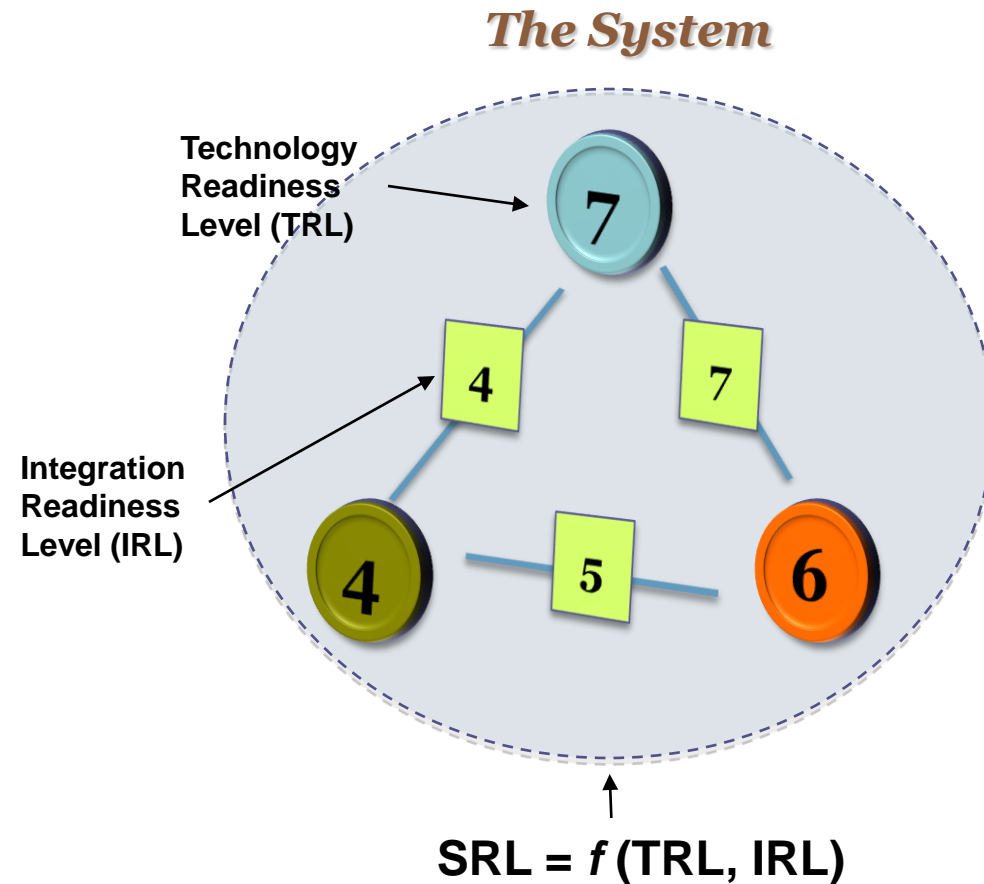 The System
Technology
Readiness
Level (TRL)
7
4
7
Integration
Readiness
Level (IRL)
4
5
6
SRL = f (TRL, IRL)